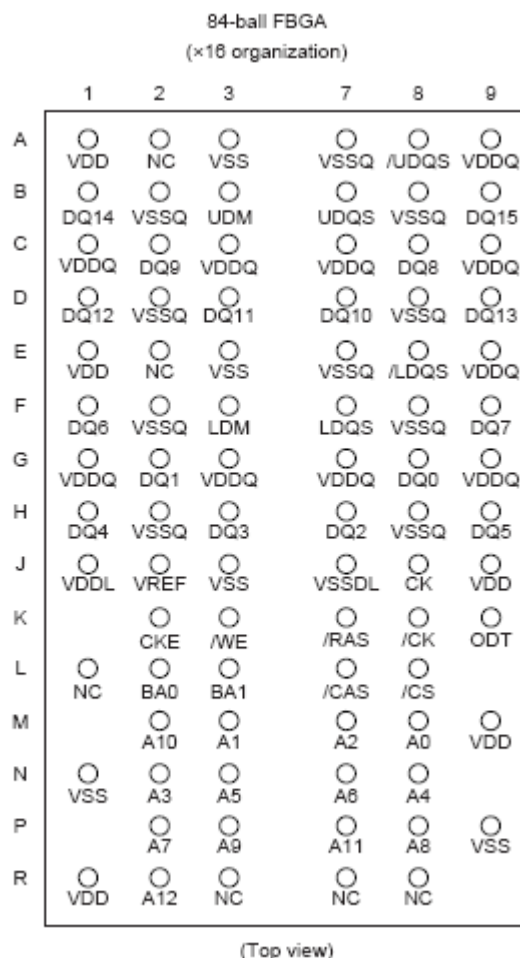 84-ball FBGA
(×16 organization)
1 2 3 7 8 9
A
VDD NC VSS VSSQ /UDQS VDDQ
B
DQ14 VSSQ UDM UDQS VSSQ DQ15
C
VDDQ DQ9 VDDQ VDDQ DQ8 VDDQ
D
DQ12 VSSQ DQ11 DQ10 VSSQ DQ13
E
VDD NC VSS VSSQ /LDQS VDDQ
F
DQ6 VSSQ LDM LDQS VSSQ DQ7
G
VDDQ DQ1 VDDQ VDDQ DQ0 VDDQ
H
DQ4 VSSQ DQ3 DQ2 VSSQ DQ5
J
VDDL VREF VSS VSSDL CK VDD
K
CKE /WE /RAS /CK ODT
L
NC BA0 BA1 /CAS /CS
M
A10 A1 A2 A0 VDD
N
VSS A3 A5 A6 A4
P
A7 A9 A11 A8 VSS
R
VDD A12 NC NC NC
(Top view)